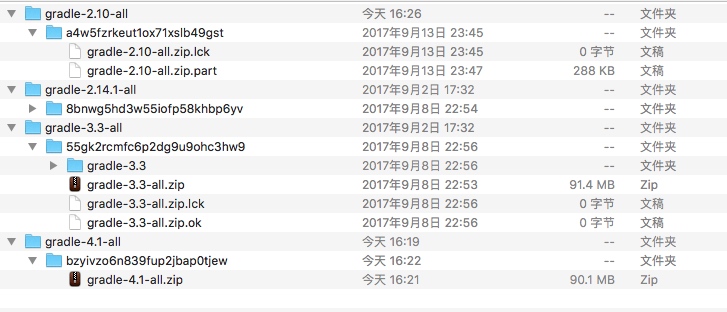 gradle-2.10-all 今天 16:26 -- 文件夹
a4w5fzrkeut1ox71xslb49gst 2017年9月13日 23:45 -- 文件夹
gradle-2.10-all.zip.lck 2017年9月13日 23:45 0 字节 文稿
gradle-2.10-all.zip.part 2017年9月13日 23:47 288 KB 文稿
gradle-2.14.1-all 2017年9月2日 17:32 -- 文件夹
8bnwg5hd3w55iofp58khbp6yv 2017年9月8日 22:54 -- 文件夹
gradle-3.3-all 2017年9月2日 17:32 -- 文件夹
55gk2rcmfc6p2dg9u9ohc3hw9 2017年9月8日 22:56 -- 文件夹
gradle-3.3 2017年9月8日 22:56 -- 文件夹
gradle-3.3-all.zip 2017年9月8日 22:53 91.4 MB Zip
gradle-3.3-all.zip.lck 2017年9月8日 22:56 0 字节 文稿
gradle-3.3-all.zip.ok 2017年9月8日 22:56 0 字节 文稿
gradle-4.1-all 今天 16:19 -- 文件夹
bzyivzo6n839fup2jbap0tjew 今天 16:22 -- 文件夹
gradle-4.1-all.zip 今天 16:21 90.1 MB Zip